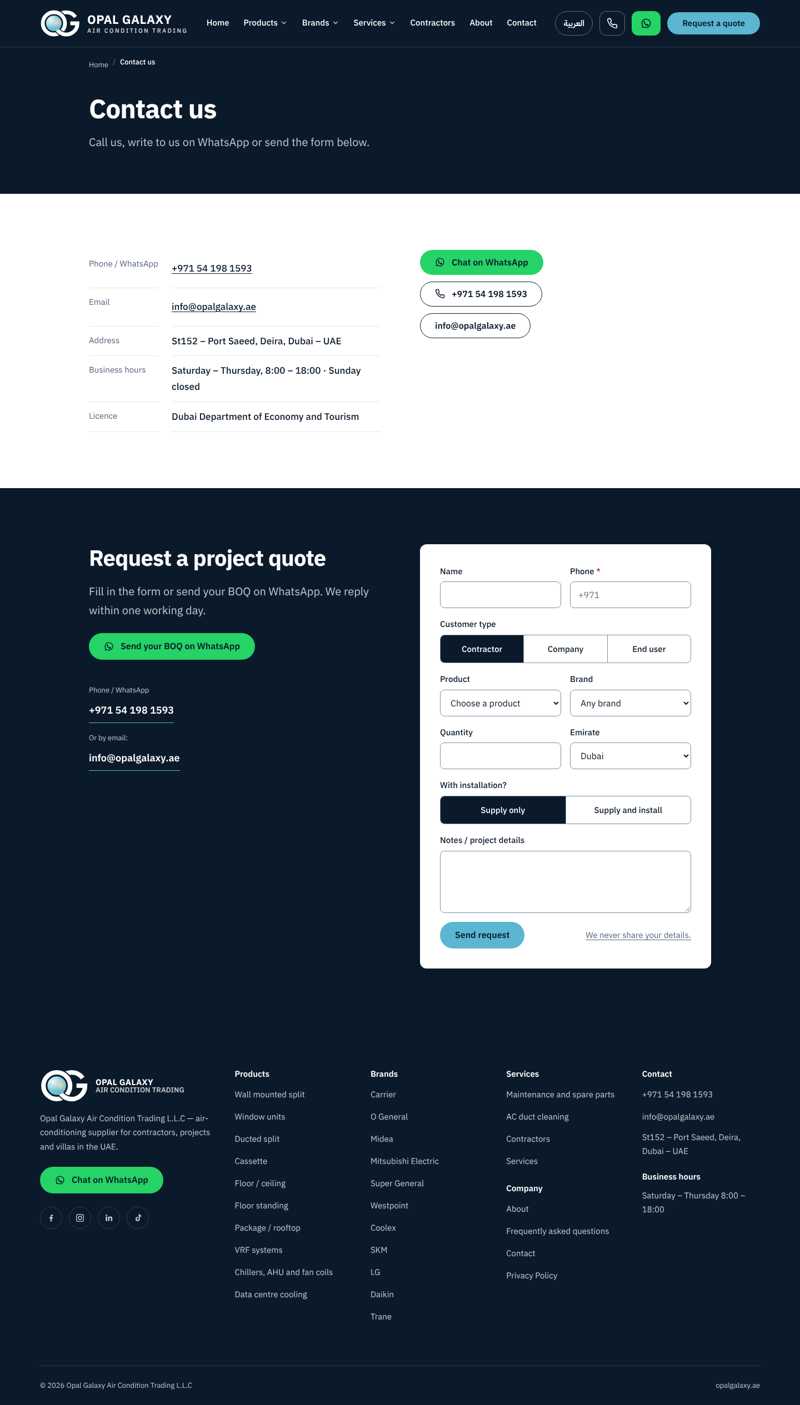 OPAL GALAXY
AIR CONDITION TRADING
Home
Products
Brands
Services
Contractors
About
Contact
العربية
Request a quote
Home / Contact us
Contact us
Call us, write to us on WhatsApp or send the form below.
Phone / WhatsApp
+971 54 198 1593
Email
info@opalgalaxy.ae
Address
St152 – Port Saeed, Deira, Dubai – UAE
Business hours
Saturday – Thursday, 8:00 – 18:00 · Sunday
closed
Licence
Dubai Department of Economy and Tourism
Chat on WhatsApp
+971 54 198 1593
info@opalgalaxy.ae
Request a project quote
Fill in the form or send your BOQ on WhatsApp. We reply
within one working day.
Send your BOQ on WhatsApp
Phone / WhatsApp
+971 54 198 1593
Or by email:
info@opalgalaxy.ae
Name
Phone *
+971
Customer type
Contractor
Company
End user
Product
Brand
Choose a product
Any brand
Quantity
Emirate
Dubai
With installation?
Supply only
Supply and install
Notes / project details
Send request
We never share your details.
OPAL GALAXY
AIR CONDITION TRADING
Opal Galaxy Air Condition Trading L.L.C — air-
conditioning supplier for contractors, projects
and villas in the UAE.
Chat on WhatsApp
Products
Wall mounted split
Window units
Ducted split
Cassette
Floor / ceiling
Floor standing
Package / rooftop
VRF systems
Chillers, AHU and fan coils
Data centre cooling
Brands
Carrier
O General
Midea
Mitsubishi Electric
Super General
Westpoint
Coolex
SKM
LG
Daikin
Trane
Services
Maintenance and spare parts
AC duct cleaning
Contractors
Services
Company
About
Frequently asked questions
Contact
Privacy Policy
Contact
+971 54 198 1593
info@opalgalaxy.ae
St152 – Port Saeed, Deira,
Dubai – UAE
Business hours
Saturday – Thursday 8:00 –
18:00
© 2026 Opal Galaxy Air Condition Trading L.L.C
opalgalaxy.ae